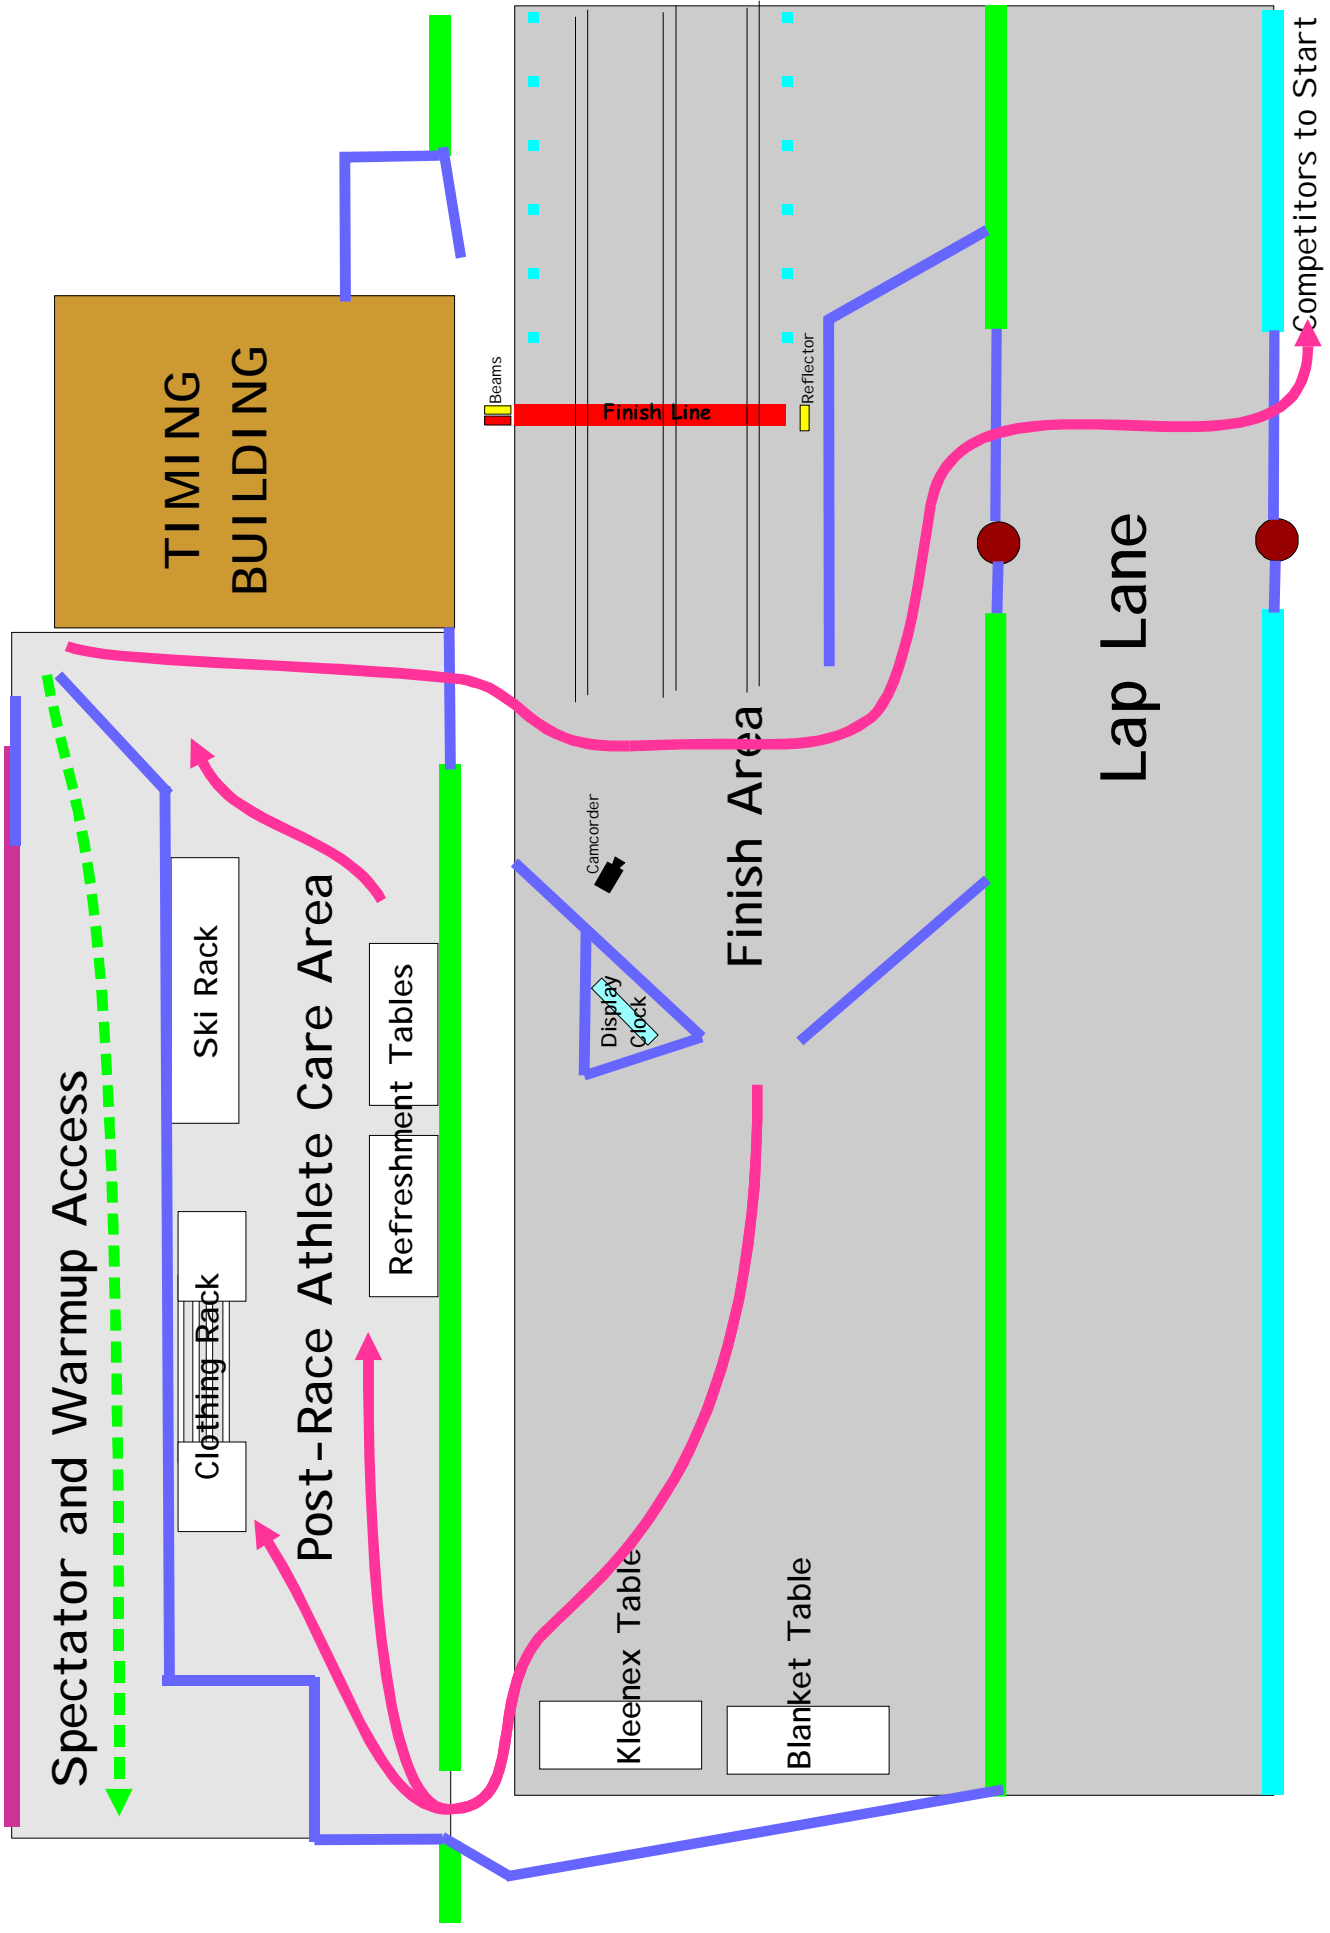 Competitors to Start
Beams
Reflector
Finish Line
TIMING
BUILDING
Lap Lane
Finish Area
Camcorder
Display
Clock
Ski Rack
Refreshment Tables
Post-Race Athlete Care Area
Spectator and Warmup Access
Clothing Rack
Kleenex Table
Blanket Table